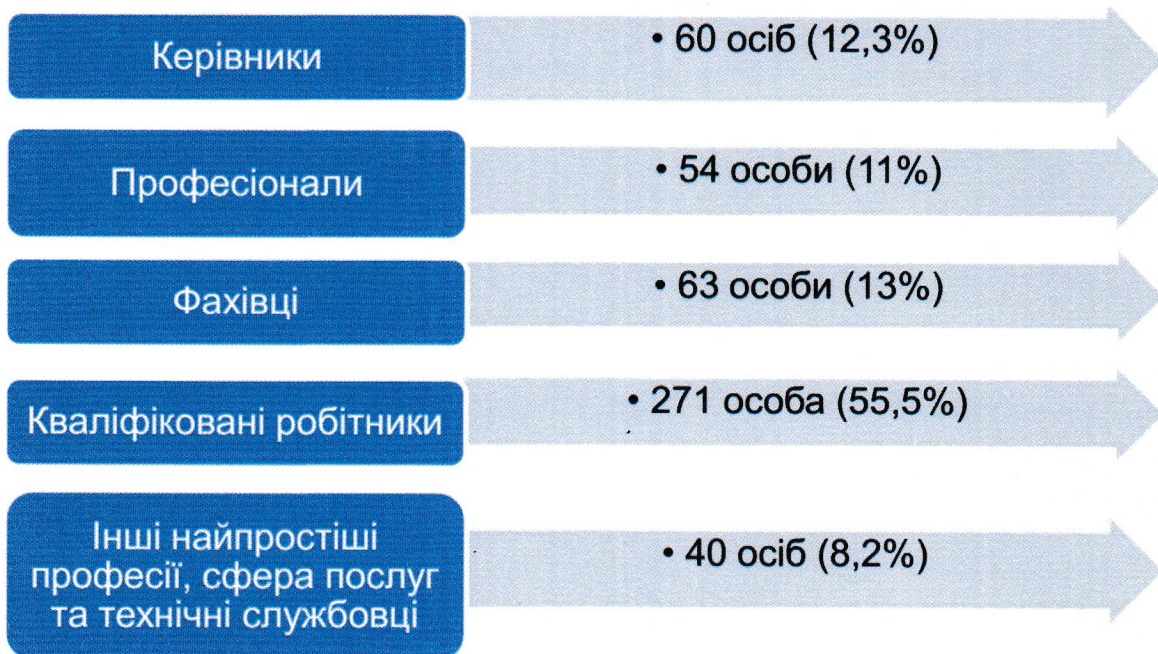 Керівники
• 60 осіб (12,3%)
Професіонали
• 54 особи (11%)
Фахівці
• 63 особи (13%)
Кваліфіковані робітники
• 271 особа (55,5%)
Інші найпростіші
професії, сфера послуг
та технічні службовці
• 40 осіб (8,2%)